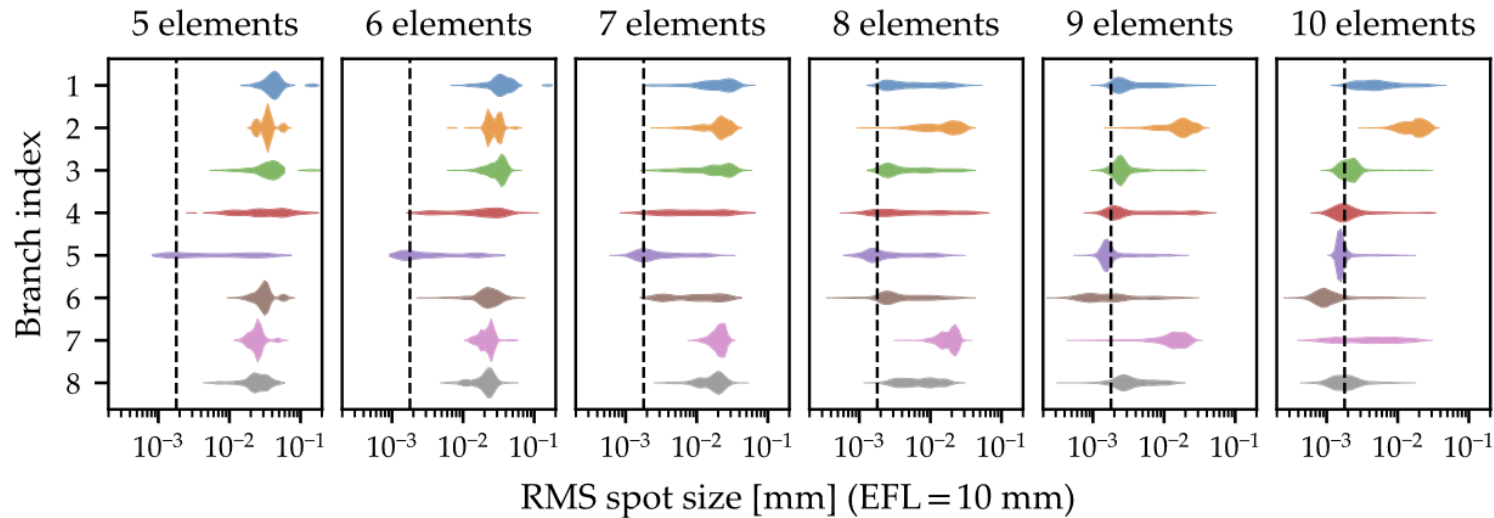 5 elements 6 elements 7 elements 8 elements 9 elements 10 elements
Branch index
1
2
3
4
5
6
7
8
10⁻³ 10⁻² 10⁻¹ 10⁻³ 10⁻² 10⁻¹ 10⁻³ 10⁻² 10⁻¹ 10⁻³ 10⁻² 10⁻¹ 10⁻³ 10⁻² 10⁻¹ 10⁻³ 10⁻² 10⁻¹
RMS spot size [mm] (EFL = 10 mm)